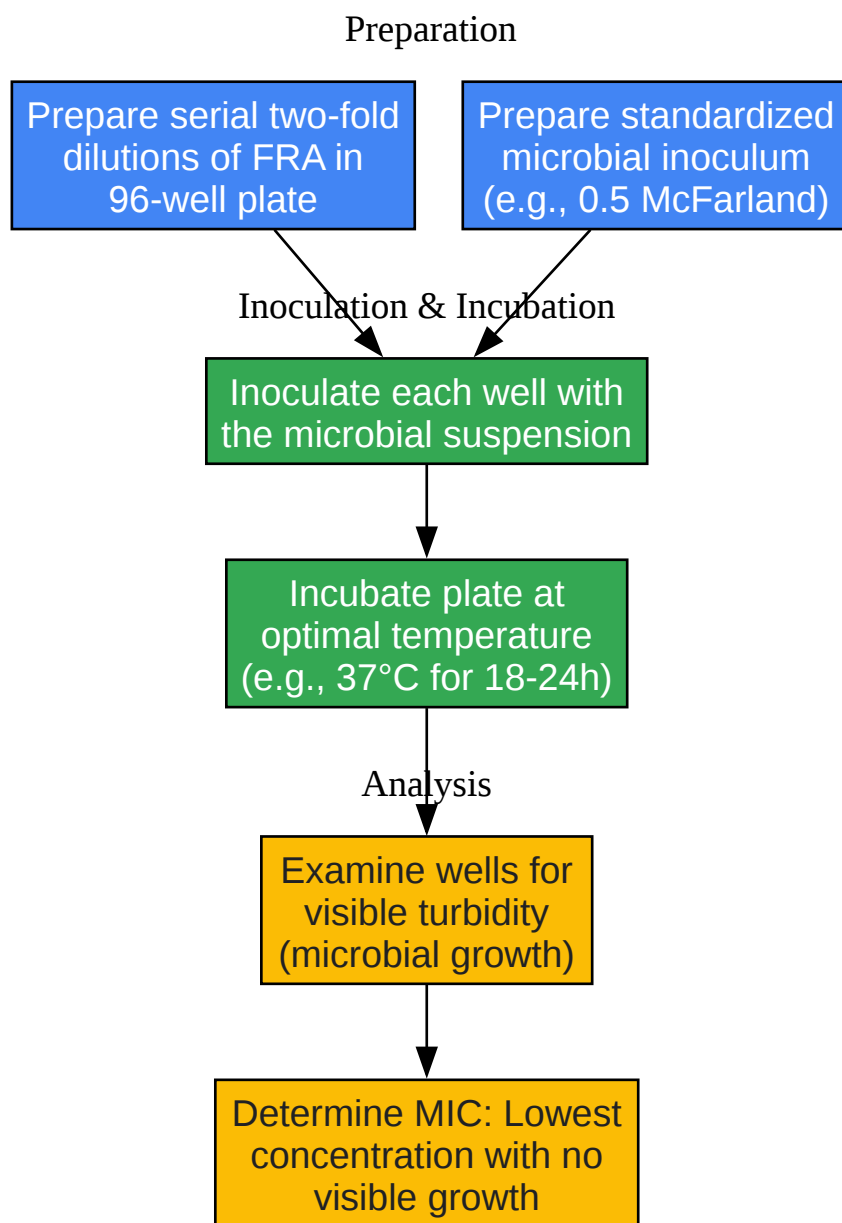 Preparation
Prepare serial two-fold
dilutions of FRA in
96-well plate
Prepare standardized
microbial inoculum
(e.g., 0.5 McFarland)
Inoculation & Incubation
Inoculate each well with
the microbial suspension
Incubate plate at
optimal temperature
(e.g., 37°C for 18-24h)
Analysis
Examine wells for
visible turbidity
(microbial growth)
Determine MIC: Lowest
concentration with no
visible growth